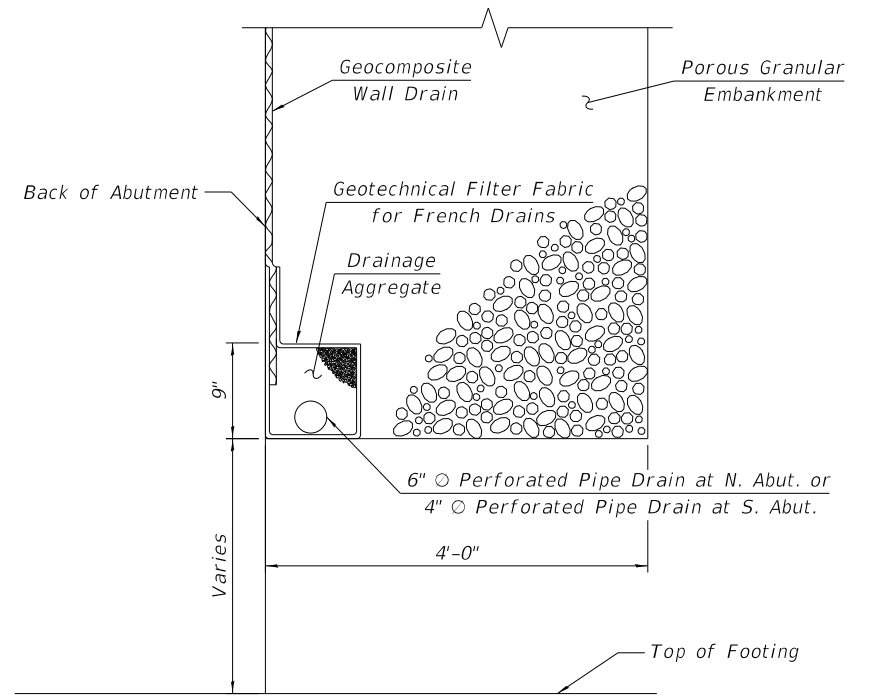 Geocomposite
Wall Drain
Porous Granular
Embankment
Back of Abutment
Geotechnical Filter Fabric
for French Drains
Drainage
Aggregate
9"
6" ∅ Perforated Pipe Drain at N. Abut. or
4" ∅ Perforated Pipe Drain at S. Abut.
4'-0"
Varies
Top of Footing